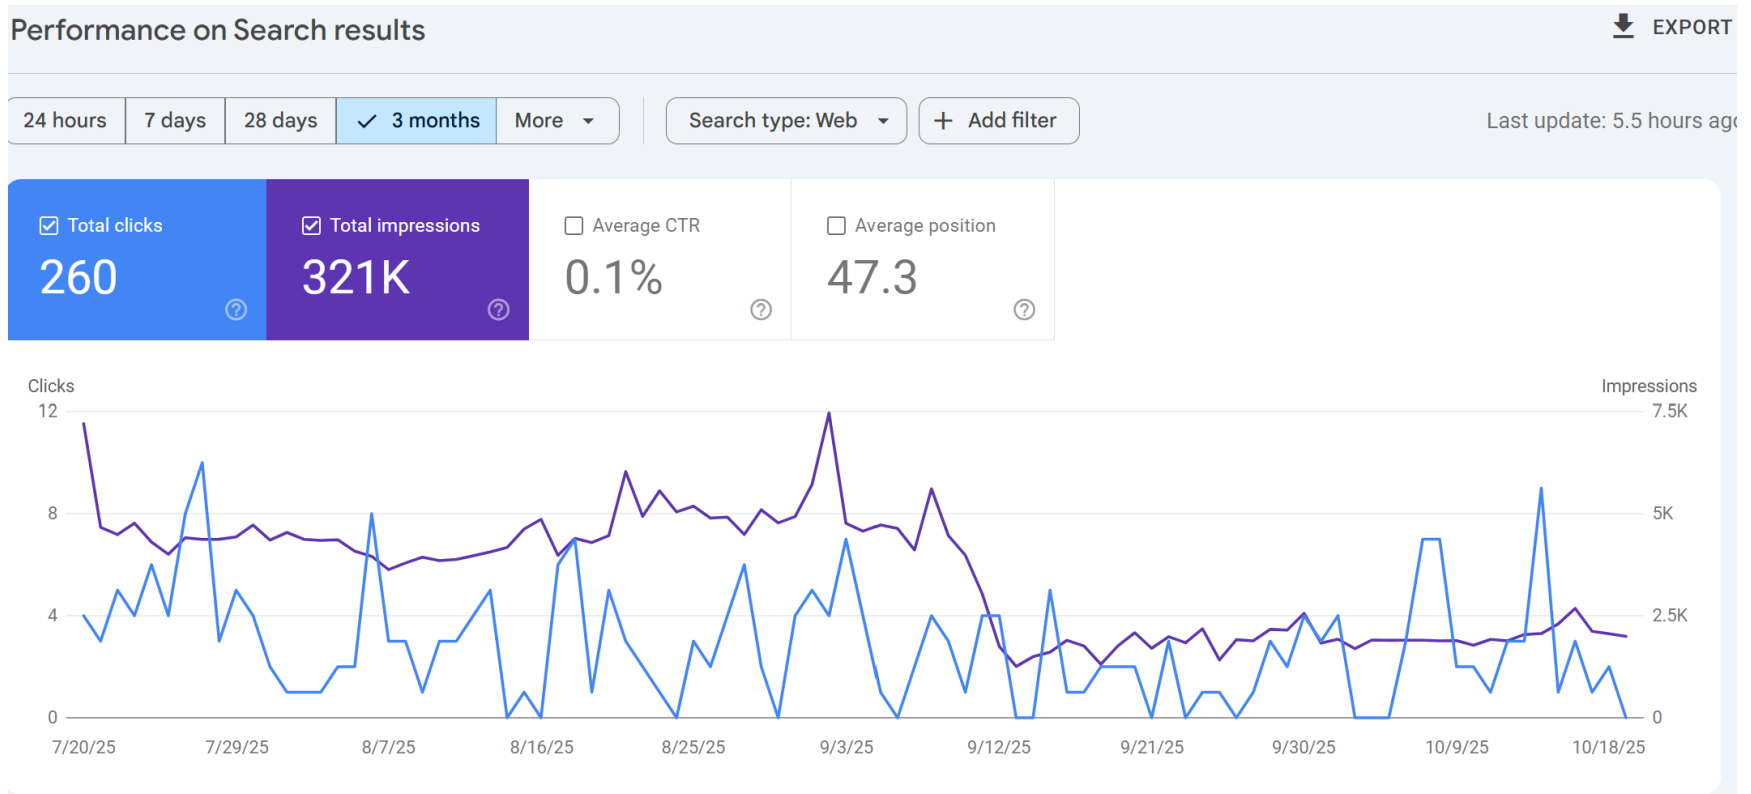 Performance on Search results
EXPORT
24 hours 7 days 28 days 3 months More Search type: Web Add filter Last update: 5.5 hours ago
Total clicks Total impressions Average CTR Average position
260 321K 0.1% 47.3
Clicks Impressions
12 7.5K
8 5K
4 2.5K
0 0
7/20/25 7/29/25 8/7/25 8/16/25 8/25/25 9/3/25 9/12/25 9/21/25 9/30/25 10/9/25 10/18/25